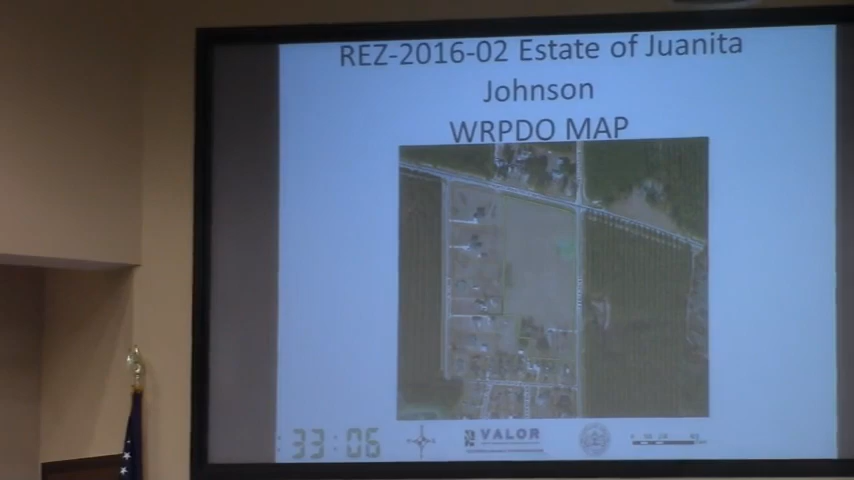 REZ-2016-02 Estate of Juanita
Johnson
WRPDO MAP
33:06
VALOR